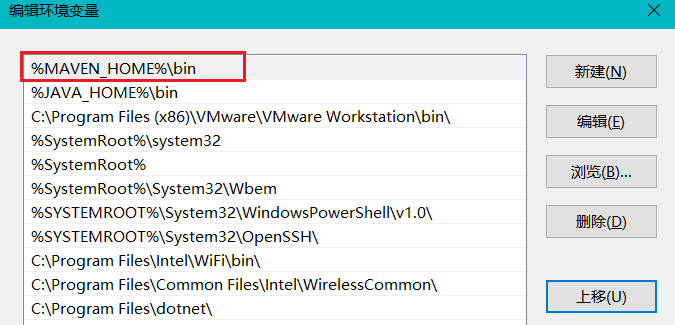 编辑环境变量
%MAVEN_HOME%\bin
%JAVA_HOME%\bin
C:\Program Files (x86)\VMware\VMware Workstation\bin\
%SystemRoot%\system32
%SystemRoot%
%SystemRoot%\System32\Wbem
%SYSTEMROOT%\System32\WindowsPowerShell\v1.0\
%SYSTEMROOT%\System32\OpenSSH\
C:\Program Files\Intel\WiFi\bin\
C:\Program Files\Common Files\Intel\WirelessCommon\
C:\Program Files\dotnet\
新建(N)
编辑(E)
浏览(B)...
删除(D)
上移(U)